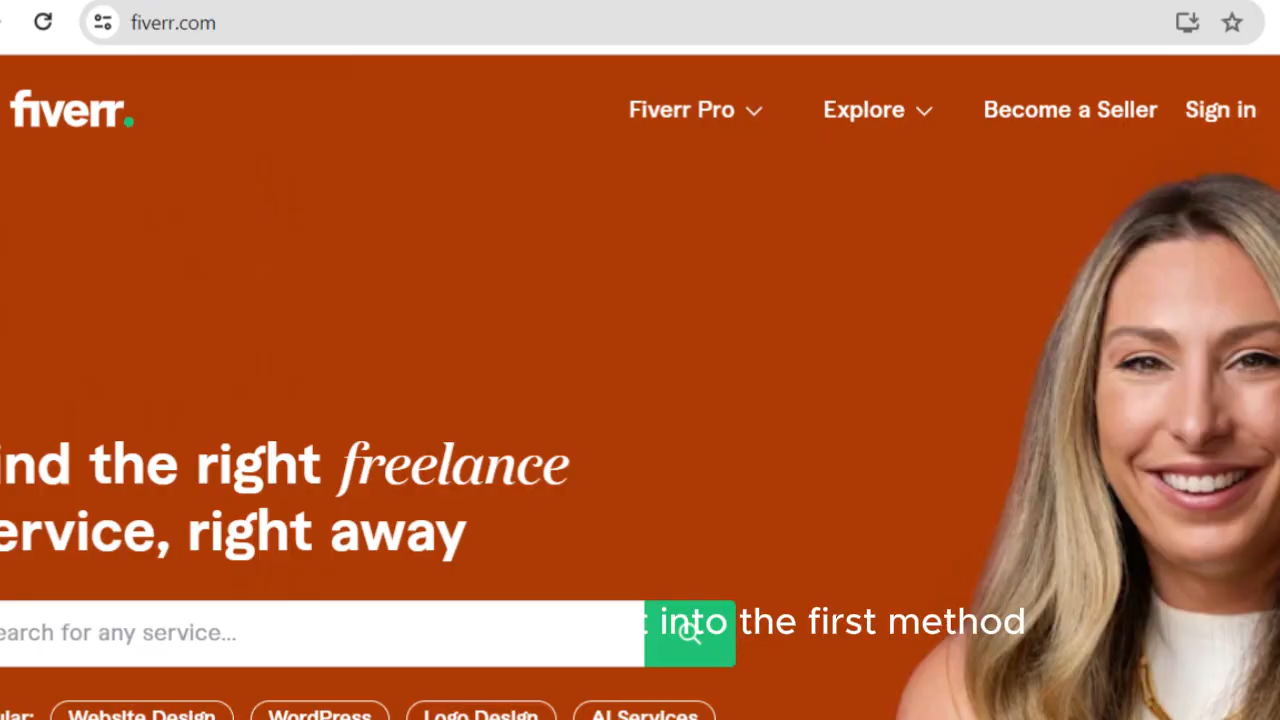 fiverr.com
fiverr.
Fiverr Pro
Explore
Become a Seller
Sign in
ind the right freelance
ervice, right away
earch for any service...
t into the first method
ular:
Website Design
WordPress
Logo Design
AI Services